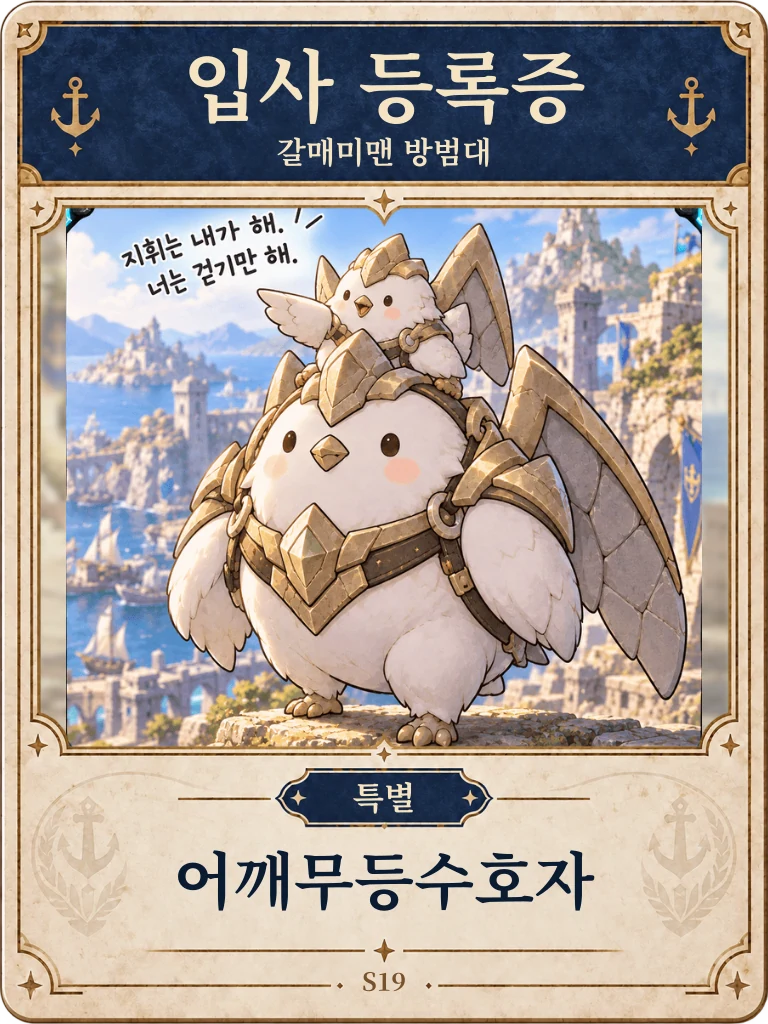 입사 등록증
갈매미맨 방범대
지휘는 내가 해.
너는 걷기만 해.
특별
어깨무등수호자
S19